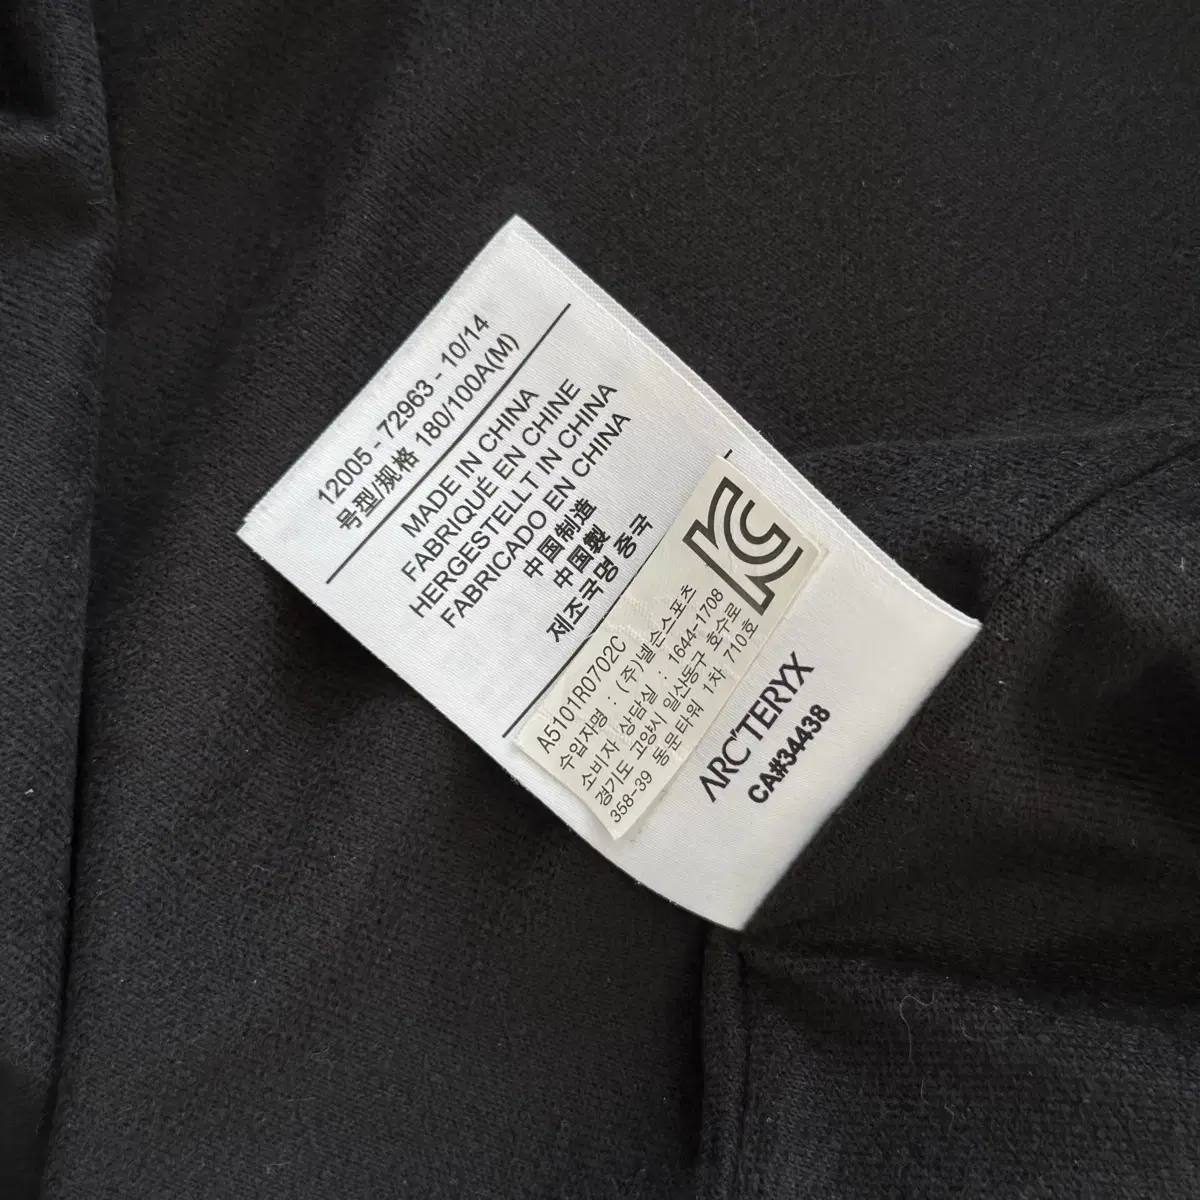 12005 - 72963 - 10/14
号型/规格 180/100A(M)
MADE IN CHINA
FABRIQUÉ EN CHINE
HERGESTELLT IN CHINA
FABRICADO EN CHINA
中国制造
中国製
제조국명 중국
A5101R0702C
수입자명 : (주)넬슨스포츠
소비자 상담실 : 1644-1708
경기도 고양시 일산동구 호수로
358-39 동문타워 1차 710호
ARC'TERYX
CA#34438